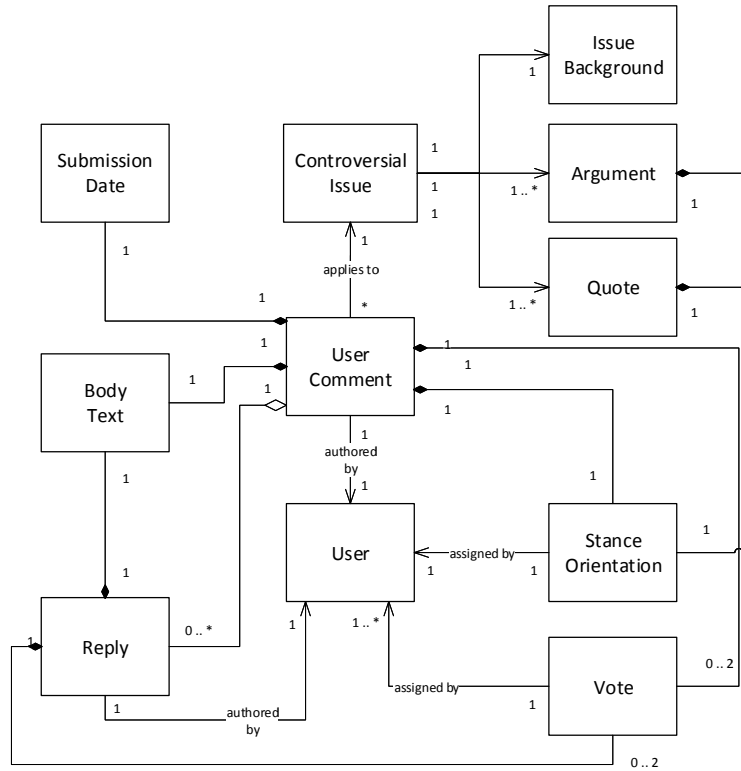 Issue
Background
1
Submission
Date
Controversial
Issue
1
1
1
Argument
1 .. *
1
1
1
applies to
*
Quote
1 .. *
1
1
1
User
Comment
1
1
1
1
1
Body
Text
1
1
authored
by
1
1
1
User
assigned by
1
1
Stance
Orientation
1
1
1
Reply
1
0 .. *
1
1 .. *
1
authored
by
assigned by
1
Vote
0 .. 2
0 .. 2